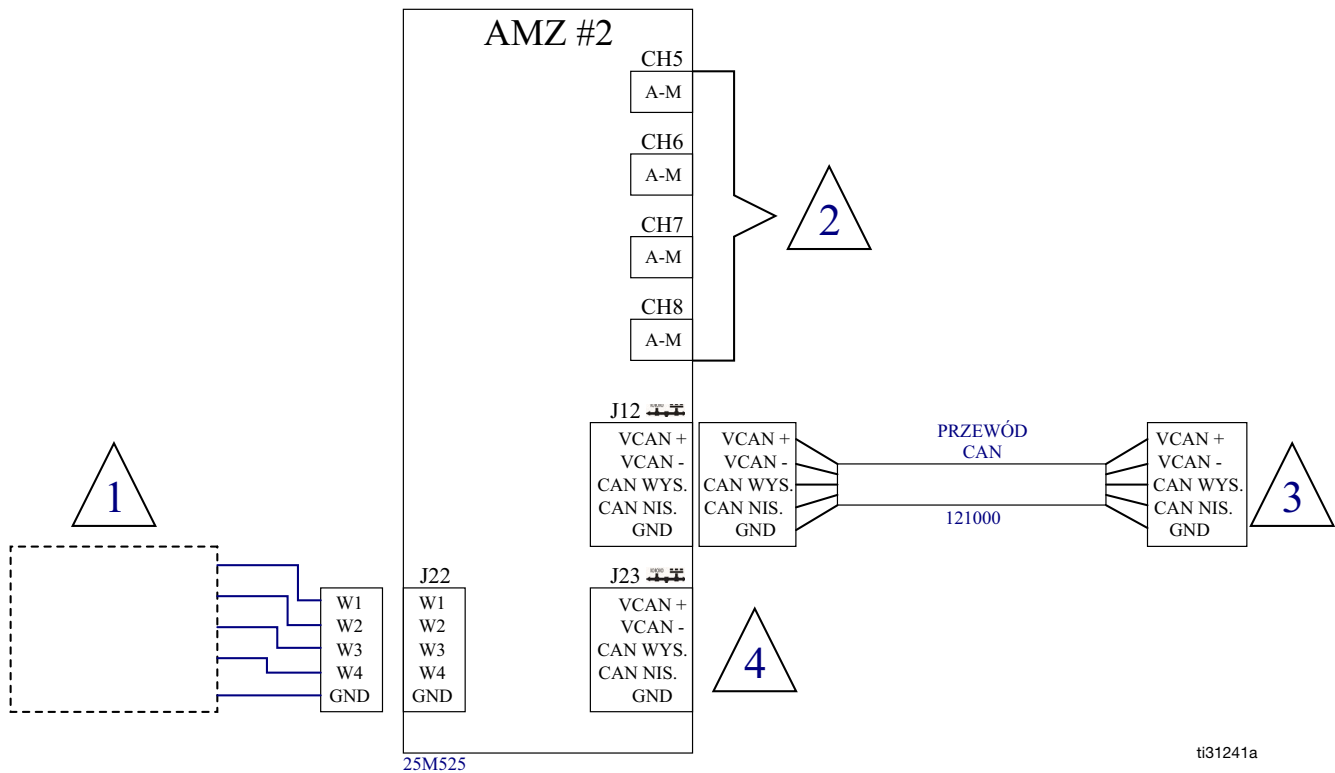 AMZ #2
CH5
A-M
CH6
A-M
2
CH7
A-M
CH8
A-M
J12
VCAN +
VCAN -
CAN WYS.
CAN NIS.
GND
VCAN +
VCAN -
CAN WYS.
CAN NIS.
GND
PRZEWÓD
CAN
121000
VCAN +
VCAN -
CAN WYS.
CAN NIS.
GND
3
1
W1
W2
W3
W4
GND
J22
W1
W2
W3
W4
GND
J23
VCAN +
VCAN -
CAN WYS.
CAN NIS.
GND
4
25M525
ti31241a